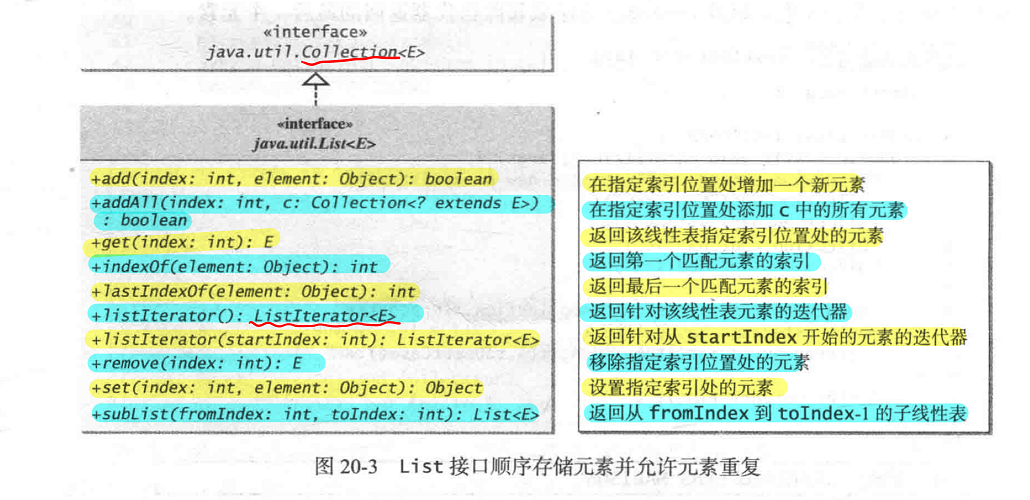 «interface»
java.util.Collection<E>
«interface»
java.util.List<E>
+add(index: int, element: Object): boolean
+addAll(index: int, c: Collection<? extends E>)
: boolean
+get(index: int): E
+indexOf(element: Object): int
+lastIndexOf(element: Object): int
+listIterator(): ListIterator<E>
+listIterator(startIndex: int): ListIterator<E>
+remove(index: int): E
+set(index: int, element: Object): Object
+subList(fromIndex: int, toIndex: int): List<E>
在指定索引位置处增加一个新元素
在指定索引位置处添加 c 中的所有元素
返回该线性表指定索引位置处的元素
返回第一个匹配元素的索引
返回最后一个匹配元素的索引
返回针对该线性表元素的迭代器
返回针对从 startIndex 开始的元素的迭代器
移除指定索引位置处的元素
设置指定索引处的元素
返回从 fromIndex 到 toIndex-1 的子线性表
图 20-3 List 接口顺序存储元素并允许元素重复